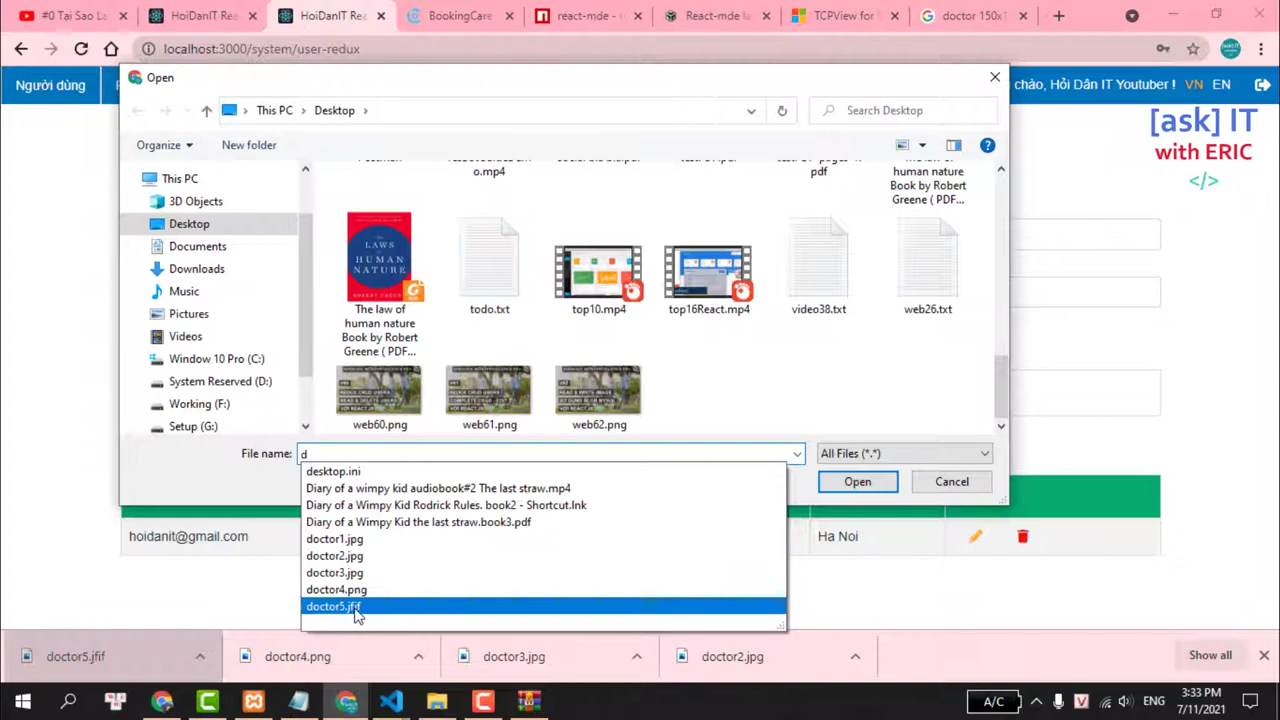 #0 Tại Sao L
HoiDanIT Re
HoiDanIT Rea
BookingCare
react-mde - n
React-mde la
TCPView for W
doctor 150x1
localhost:3000/system/user-redux
Người dùng
chào, Hỏi Dân IT Youtuber !
VN
EN
[ask] IT
with ERIC
</>
Open
This PC
Desktop
Search Desktop
Organize
New folder
This PC
3D Objects
Desktop
Documents
Downloads
Music
Pictures
Videos
Window 10 Pro (C:)
System Reserved (D:)
Working (F:)
Setup (G:)
o.mp4
pdf
human nature
Book by Robert
Greene ( PDF...
THE
LAWS
OF
HUMAN
NATURE
The law of
human nature
Book by Robert
Greene ( PDF...
todo.txt
top10.mp4
top16React.mp4
video38.txt
web26.txt
web60.png
web61.png
web62.png
File name:
d
All Files (*.*)
Open
Cancel
desktop.ini
Diary of a wimpy kid audiobook#2 The last straw.mp4
Diary of a Wimpy Kid Rodrick Rules. book2 - Shortcut.lnk
Diary of a Wimpy Kid the last straw.book3.pdf
doctor1.jpg
doctor2.jpg
doctor3.jpg
doctor4.png
doctor5.jfif
hoidanit@gmail.com
Ha Noi
doctor5.jfif
doctor4.png
doctor3.jpg
doctor2.jpg
Show all
A/C
V
ENG
3:33 PM
7/11/2021